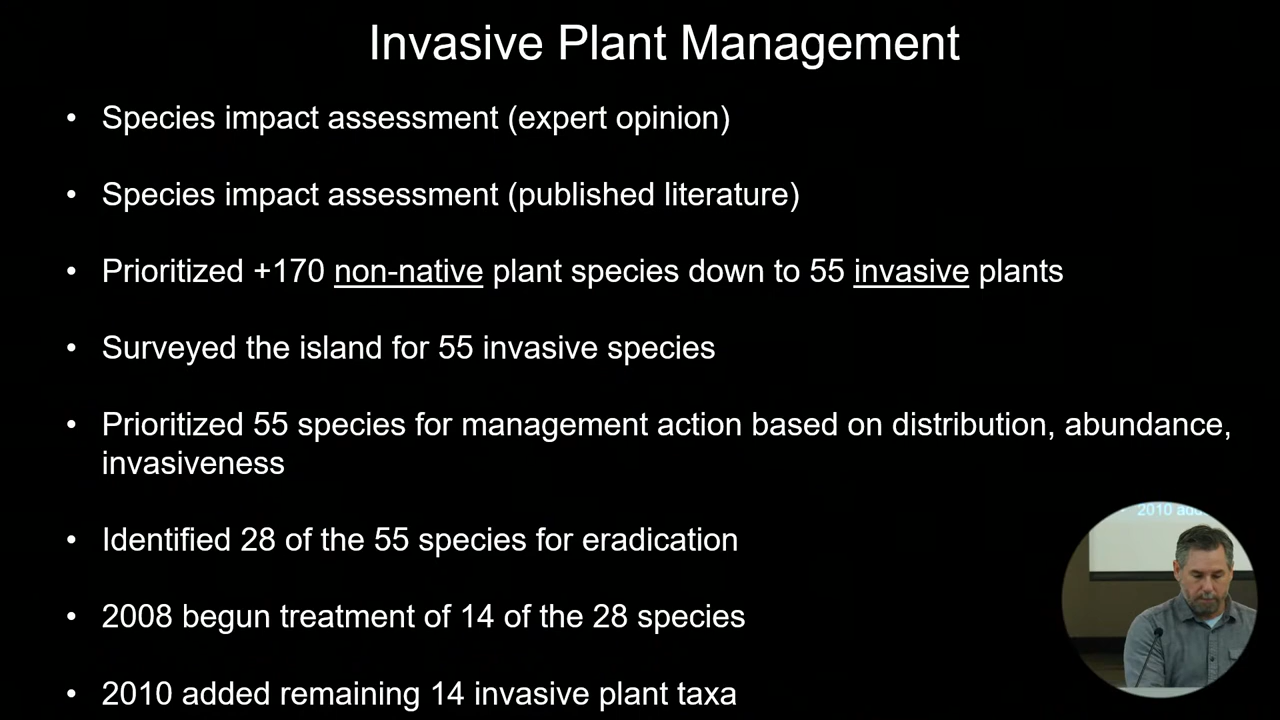 Invasive Plant Management
• Species impact assessment (expert opinion)
• Species impact assessment (published literature)
• Prioritized +170 non-native plant species down to 55 invasive plants
• Surveyed the island for 55 invasive species
• Prioritized 55 species for management action based on distribution, abundance,
invasiveness
• Identified 28 of the 55 species for eradication
• 2008 begun treatment of 14 of the 28 species
• 2010 added remaining 14 invasive plant taxa
2010